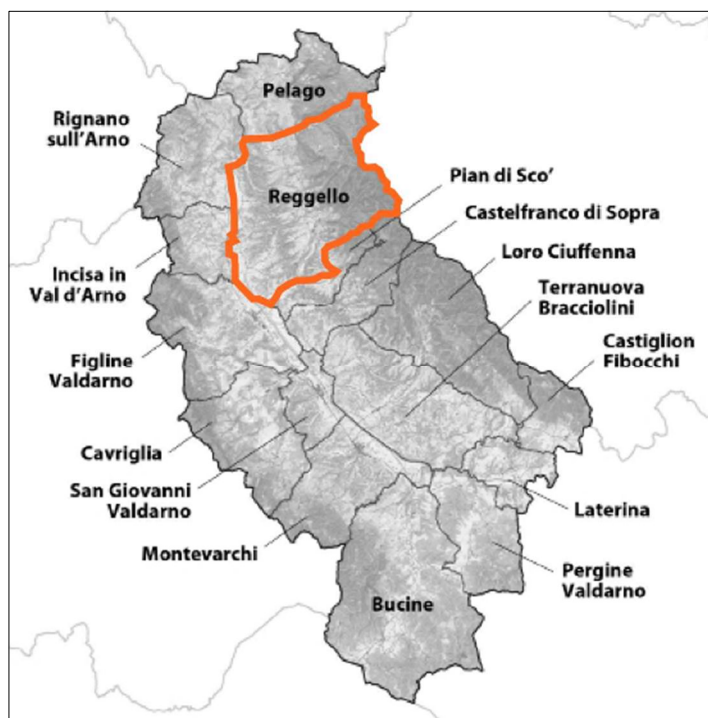 Pelago
Rignano
sull'Arno
Reggello
Pian di Sco'
Castelfranco di Sopra
Loro Ciuffenna
Incisa in
Val d'Arno
Terranuova
Bracciolini
Castiglion
Fibocchi
Figline
Valdarno
Cavriglia
San Giovanni
Valdarno
Laterina
Montevarchi
Pergine
Valdarno
Bucine